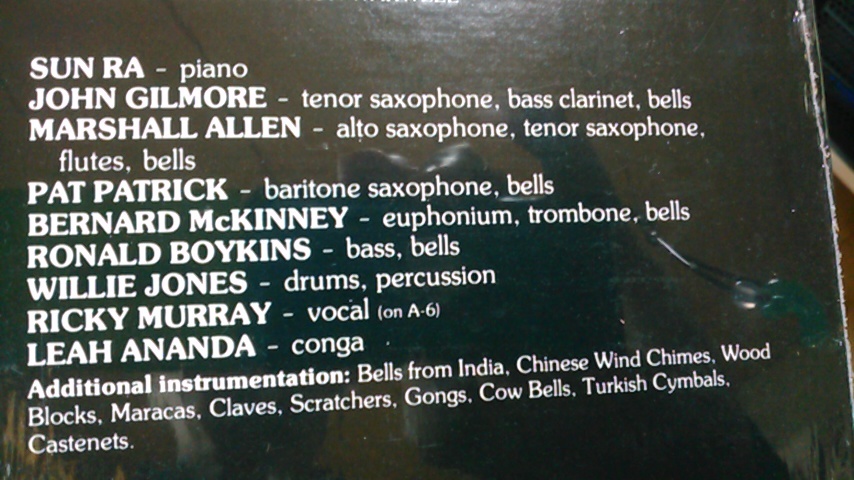 SUN RA - piano
JOHN GILMORE - tenor saxophone, bass clarinet, bells
MARSHALL ALLEN - alto saxophone, tenor saxophone,
flutes, bells
PAT PATRICK - baritone saxophone, bells
BERNARD McKINNEY - euphonium, trombone, bells
RONALD BOYKINS - bass, bells
WILLIE JONES - drums, percussion
RICKY MURRAY - vocal (on A-6)
LEAH ANANDA - conga
Additional instrumentation: Bells from India, Chinese Wind Chimes, Wood
Blocks, Maracas, Claves, Scratchers, Gongs, Cow Bells, Turkish Cymbals,
Castenets.